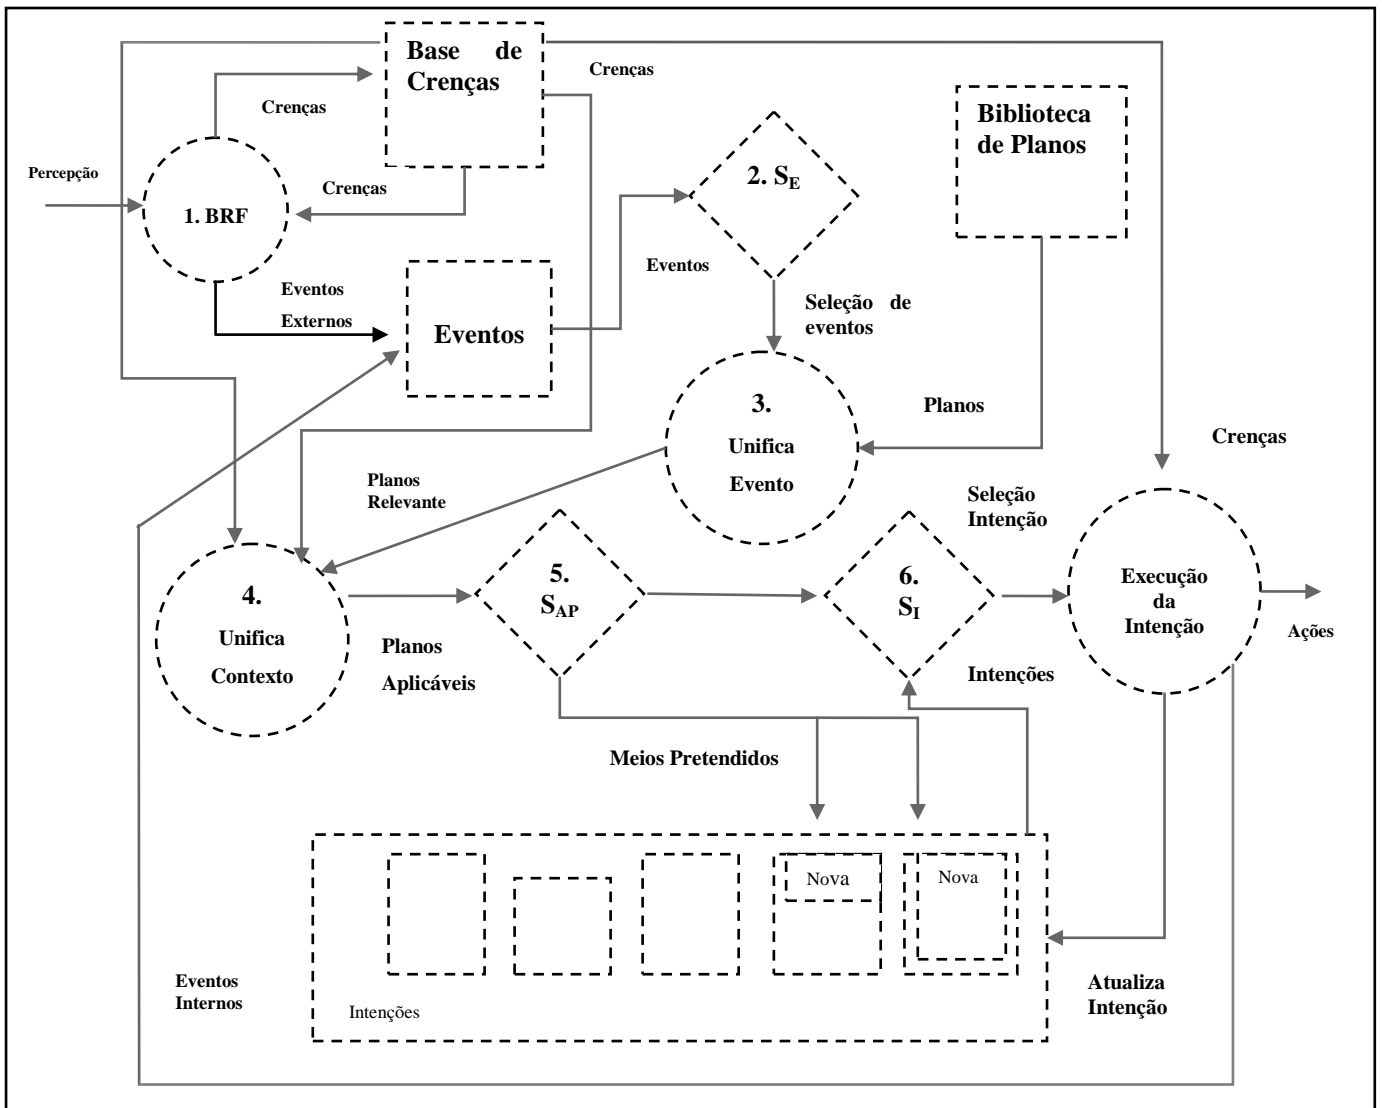 Base de
Crenças
Crenças
Crenças
Biblioteca
de Planos
Percepção
Crenças
1. BRF
2. SE
Eventos
Externos
Eventos
Eventos
Seleção de
eventos
3.
Unifica
Evento
Planos
Crenças
Planos
Relevante
Seleção
Intenção
4.
Unifica
Contexto
5.
SAP
6.
SI
Execução
da
Intenção
Ações
Planos
Aplicáveis
Intenções
Meios Pretendidos
Nova
Nova
Eventos
Internos
Intenções
Atualiza
Intenção